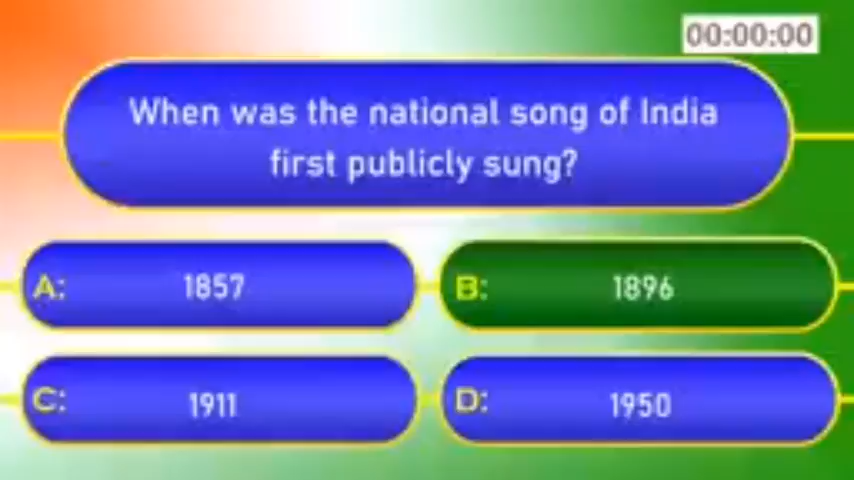 00:00:00
When was the national song of India
first publicly sung?
A: 1857
B: 1896
C: 1911
D: 1950